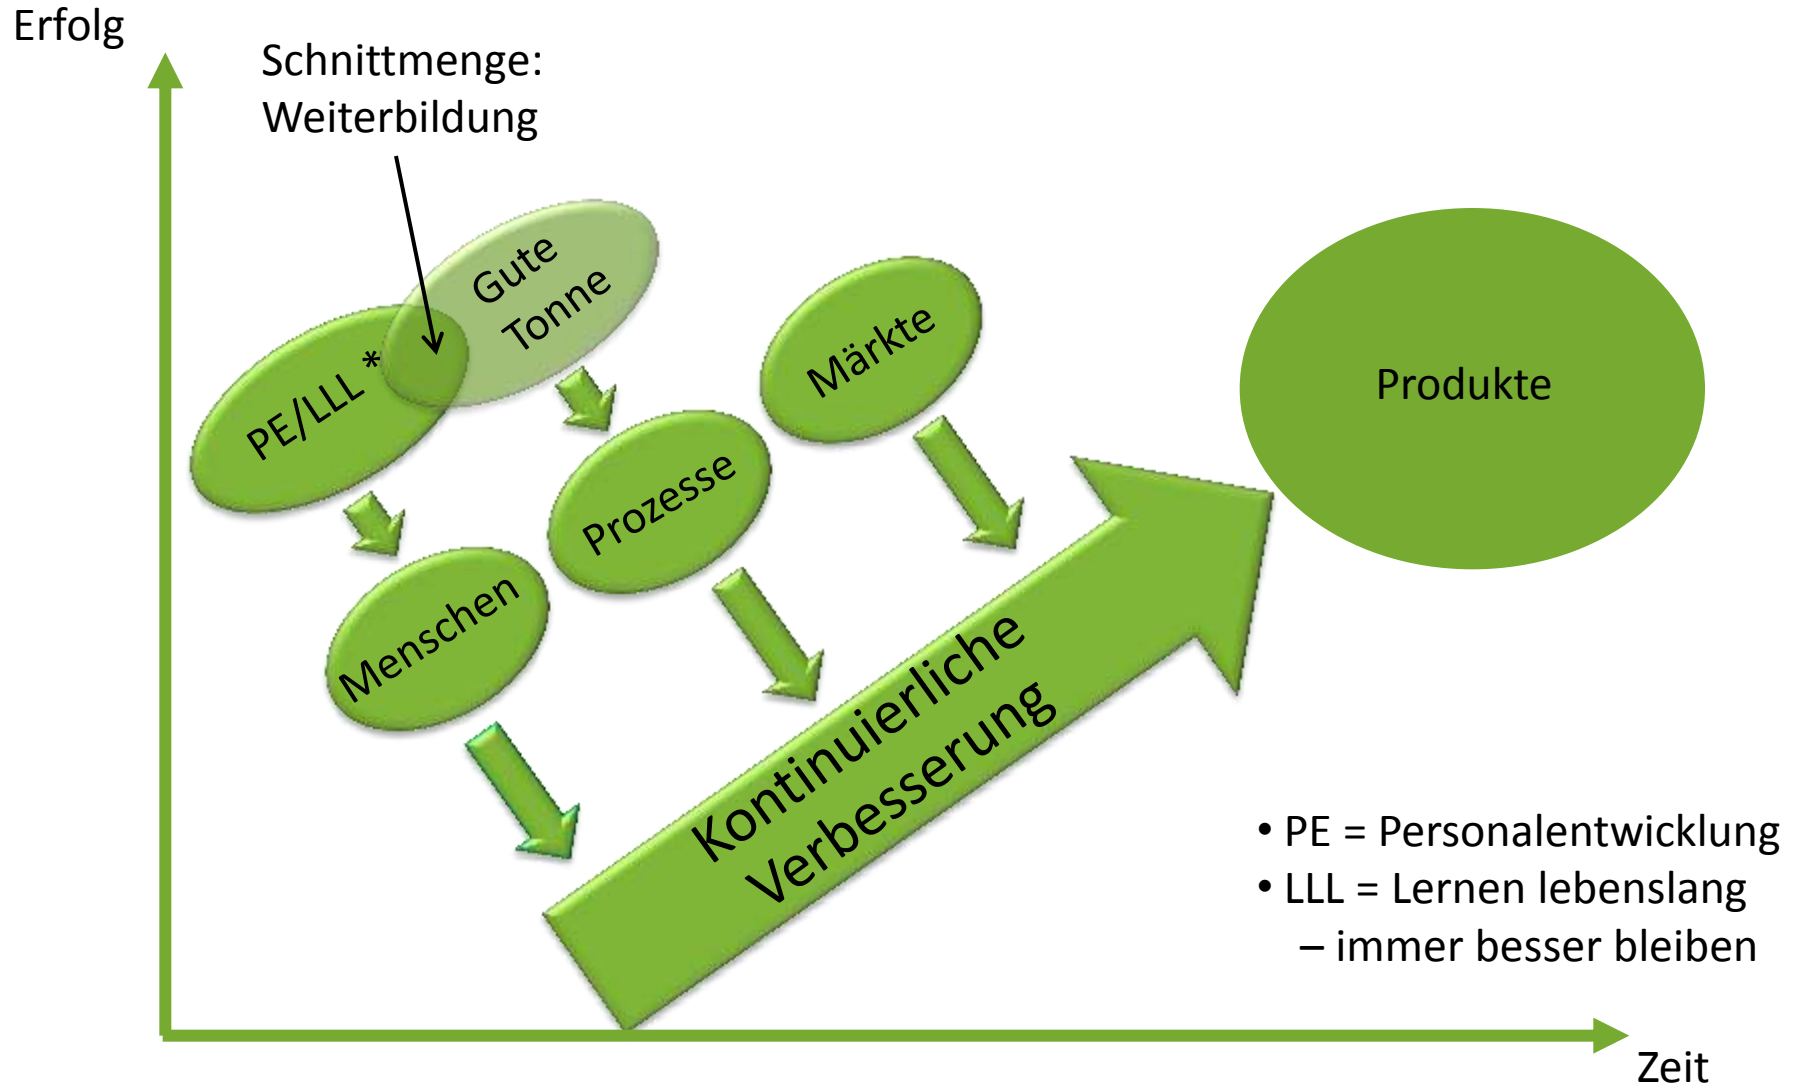 Erfolg
Schnittmenge:
Weiterbildung
Gute
Tonne
PE/LLL *
Märkte
Produkte
Prozesse
Menschen
Kontinuierliche
Verbesserung
• PE = Personalentwicklung
• LLL = Lernen lebenslang
– immer besser bleiben
Zeit